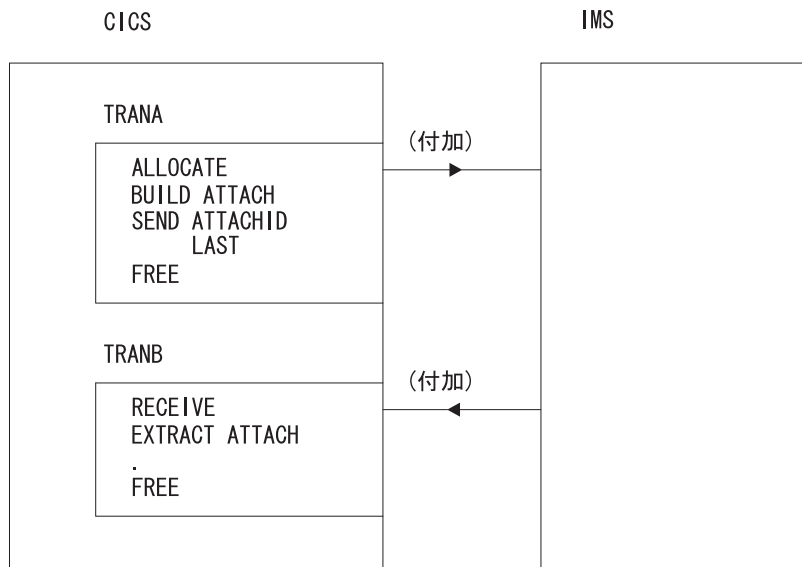 CICS
IMS
TRANA
(付加)
ALLOCATE
BUILD ATTACH
SEND ATTACHID
LAST
FREE
TRANB
(付加)
RECEIVE
EXTRACT ATTACH
.
FREE